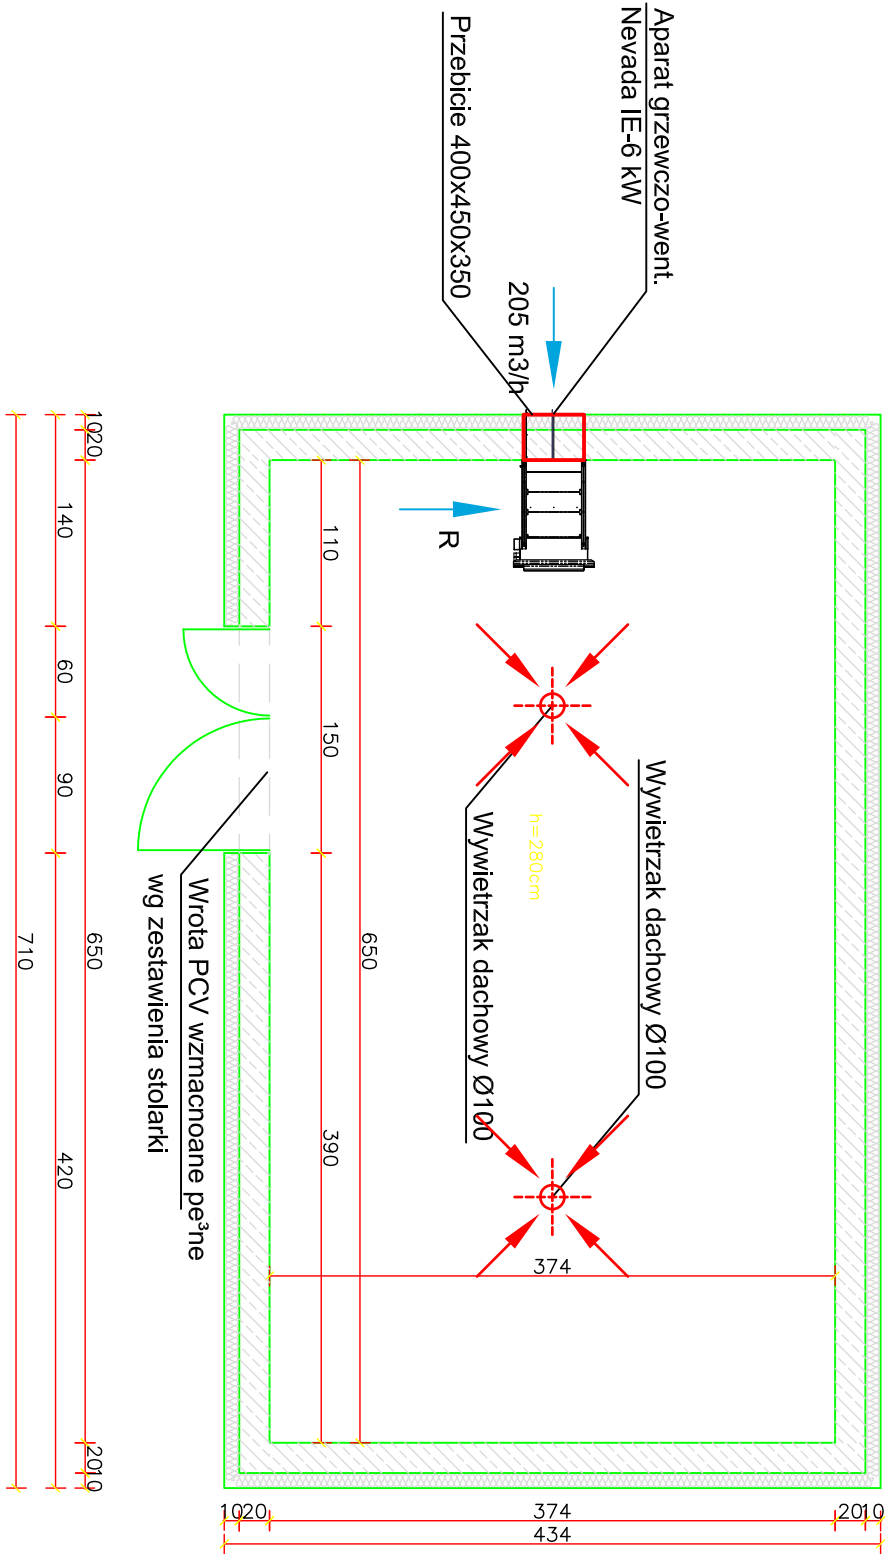 Aparat grzewczo-went.
Nevada IE-6 kW
Przebicie 400x450x350
205 m3/h
R
Wywietrzak dachowy Ø100
Wywietrzak dachowy Ø100
h=280cm
Wrota PCV wzmacnoane pe³ne
wg zestawienia stolarki
110
150
390
650
374
10
20
650
20
10
140
60
90
420
710
10
20
374
20
10
434